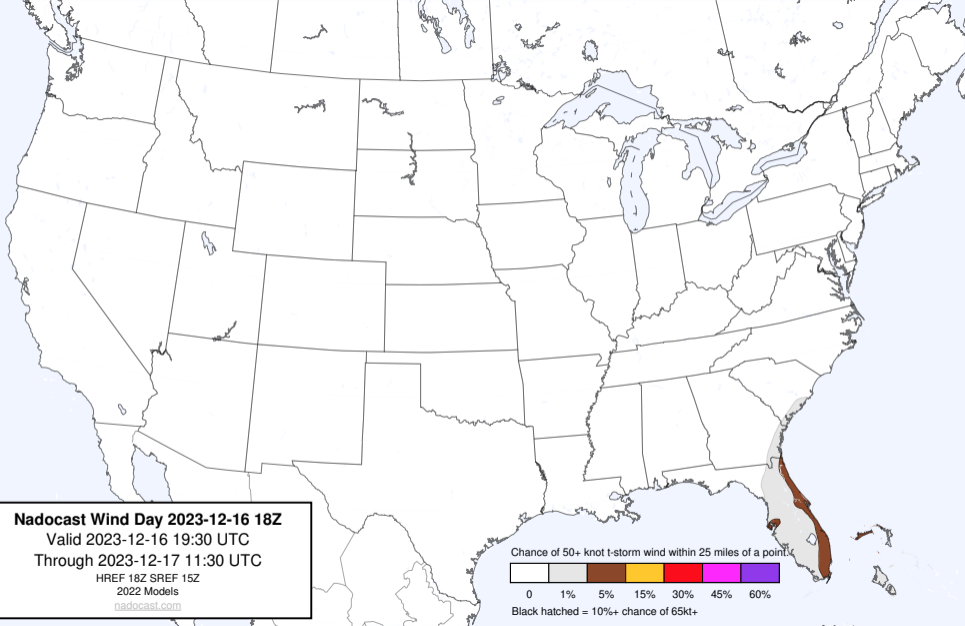 Nadocast Wind Day 2023-12-16 18Z
Valid 2023-12-16 19:30 UTC
Through 2023-12-17 11:30 UTC
HREF 18Z SREF 15Z
2022 Models
nadocast.com
Chance of 50+ knot t-storm wind within 25 miles of a point.
0 1% 5% 15% 30% 45% 60%
Black hatched = 10%+ chance of 65kt+